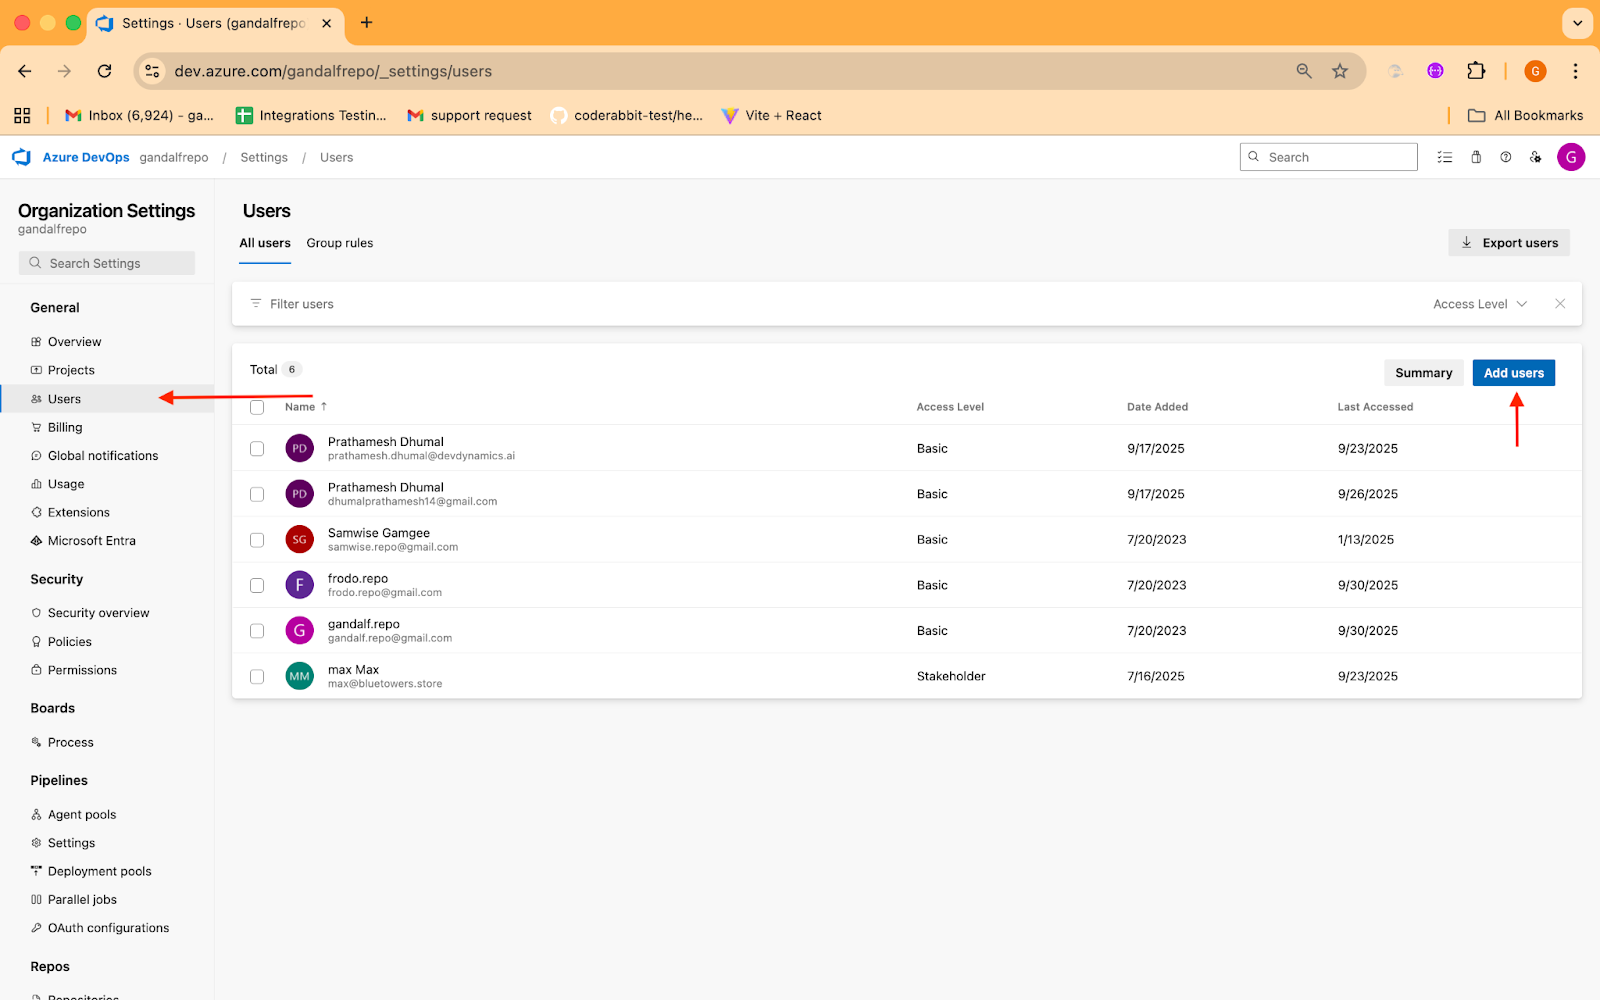 Settings · Users (gandalfrepo
dev.azure.com/gandalfrepo/_settings/users
G
Inbox (6,924) - ga...
Integrations Testin...
support request
coderabbit-test/he...
Vite + React
All Bookmarks
Azure DevOps gandalfrepo / Settings / Users
Search
G
Organization Settings
gandalfrepo
Search Settings
General
Overview
Projects
Users
Billing
Global notifications
Usage
Extensions
Microsoft Entra
Security
Security overview
Policies
Permissions
Boards
Process
Pipelines
Agent pools
Settings
Deployment pools
Parallel jobs
OAuth configurations
Repos
Repositories
Users
All users Group rules
Export users
Filter users
Access Level
Total 6
Summary
Add users
Name ↑ Access Level Date Added Last Accessed
PD Prathamesh Dhumal Basic 9/17/2025 9/23/2025
prathamesh.dhumal@devdynamics.ai
PD Prathamesh Dhumal Basic 9/17/2025 9/26/2025
dhumalprathamesh14@gmail.com
SG Samwise Gamgee Basic 7/20/2023 1/13/2025
samwise.repo@gmail.com
F frodo.repo Basic 7/20/2023 9/30/2025
frodo.repo@gmail.com
G gandalf.repo Basic 7/20/2023 9/30/2025
gandalf.repo@gmail.com
MM max Max Stakeholder 7/16/2025 9/23/2025
max@bluetowers.store